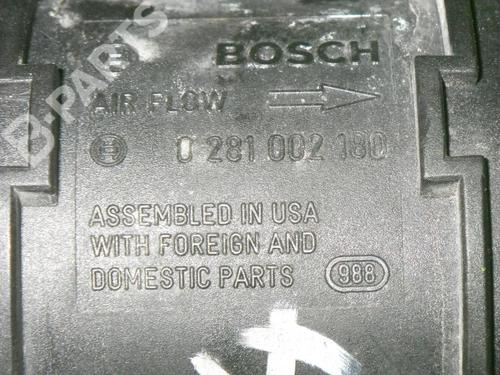 B-PARTS
BOSCH
AIR FLOW
0 281 002 180
ASSEMBLED IN USA
WITH FOREIGN AND
DOMESTIC PARTS
988